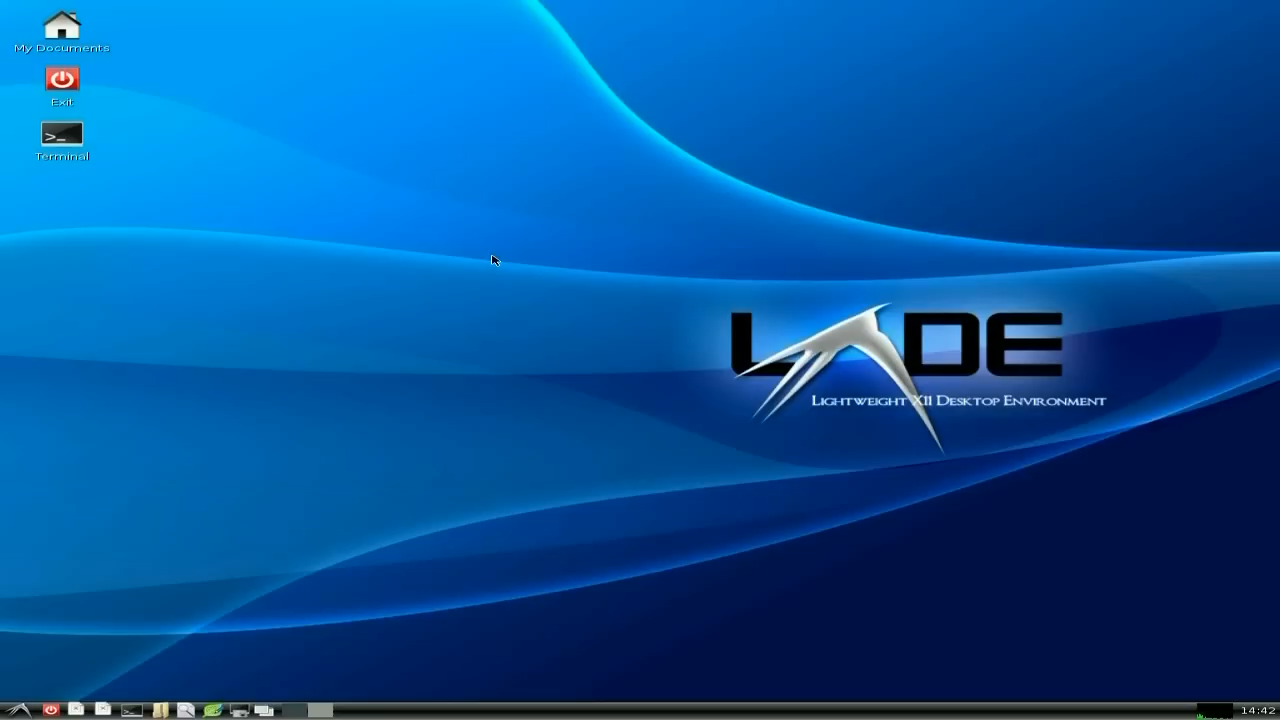 My Documents
Exit
Terminal
LXDE
Lightweight X11 Desktop Environment
14:42